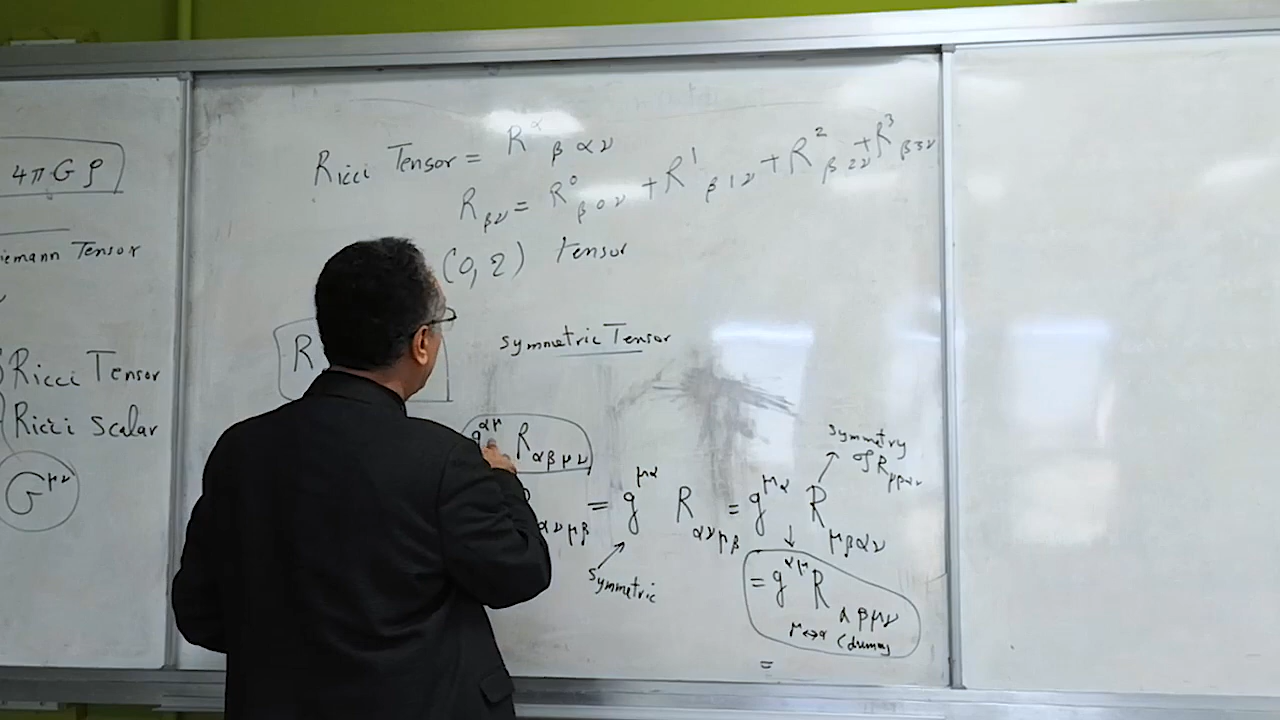 4πGρ
iemann Tensor
Ricci Tensor
Ricci Scalar
G^{μν}
Ricci Tensor = R^α_{βαν}
R_{βν} = R^0_{β0ν} + R^1_{β1ν} + R^2_{β2ν} + R^3_{β3ν}
(0,2) tensor
R
Symmetric Tensor
g^{αμ} R_{αβμν}
_{ανμβ} = g^{μα} R_{ανμβ} = g^{μα} R_{μβαν}
symmetry of R_{μβαν}
Symmetric
= g^{αμ} R_{αβμν}
μ↔α (dummy)
=